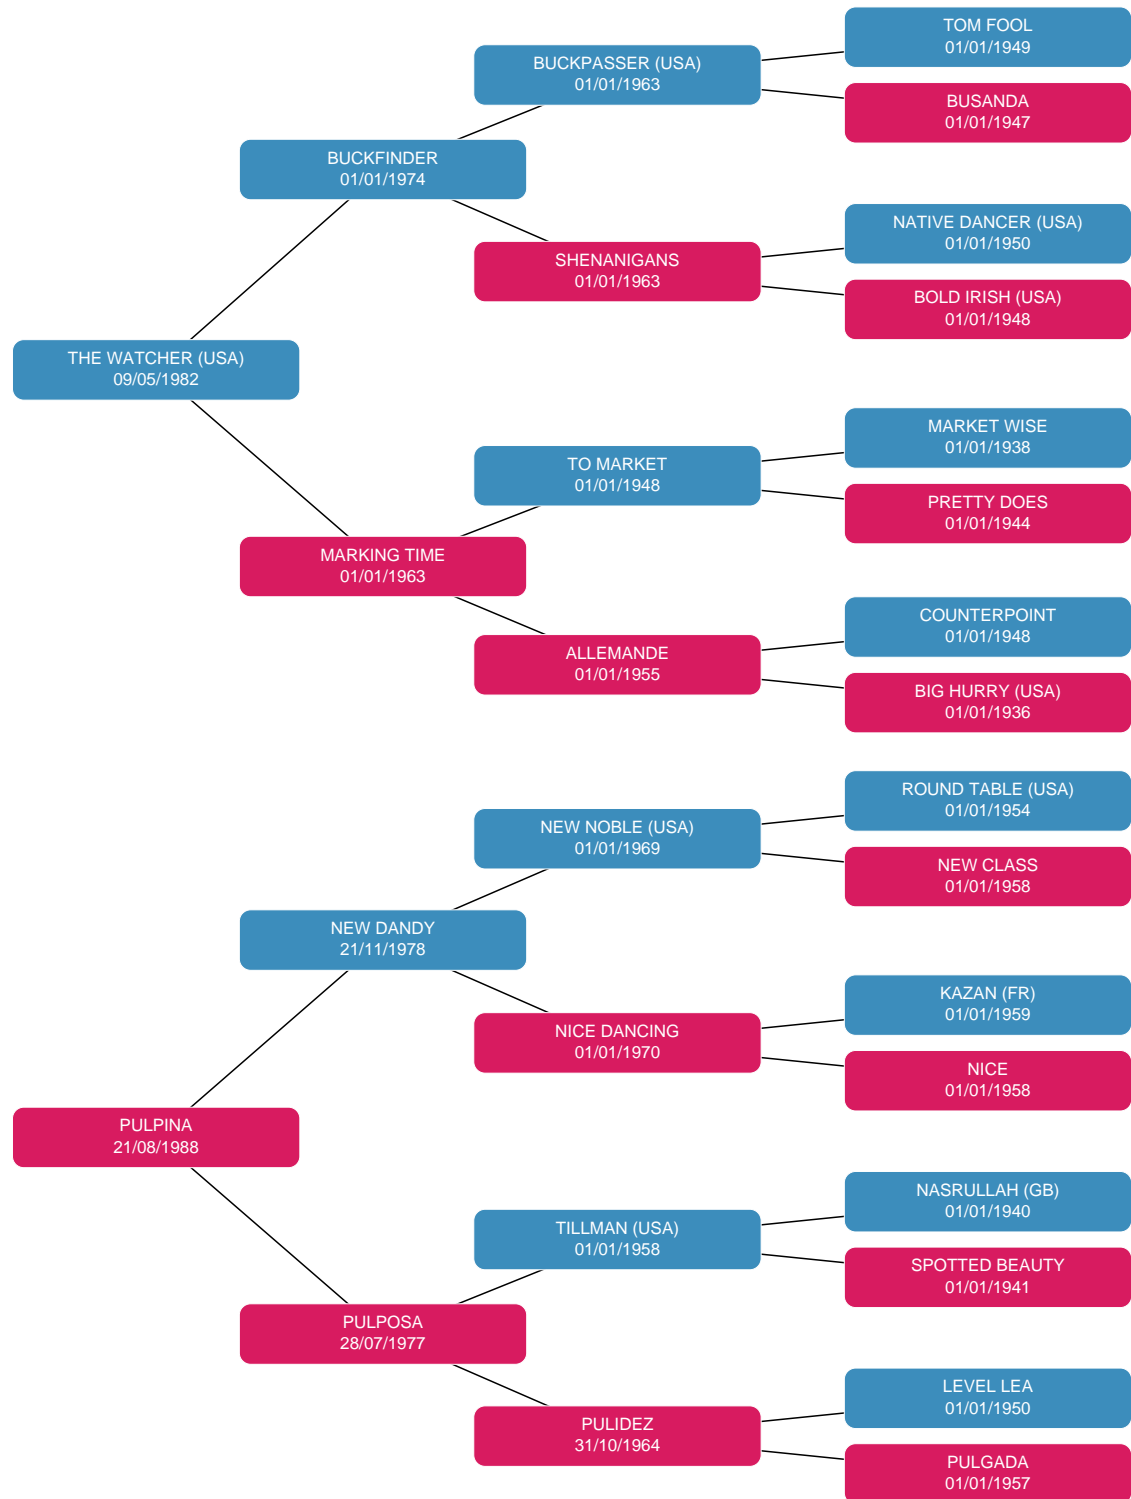 TOM FOOL
01/01/1949
BUCKPASSER (USA)
01/01/1963
BUSANDA
01/01/1947
BUCKFINDER
01/01/1974
NATIVE DANCER (USA)
01/01/1950
SHENANIGANS
01/01/1963
BOLD IRISH (USA)
01/01/1948
THE WATCHER (USA)
09/05/1982
MARKET WISE
01/01/1938
TO MARKET
01/01/1948
PRETTY DOES
01/01/1944
MARKING TIME
01/01/1963
COUNTERPOINT
01/01/1948
ALLEMANDE
01/01/1955
BIG HURRY (USA)
01/01/1936
ROUND TABLE (USA)
01/01/1954
NEW NOBLE (USA)
01/01/1969
NEW CLASS
01/01/1958
NEW DANDY
21/11/1978
KAZAN (FR)
01/01/1959
NICE DANCING
01/01/1970
NICE
01/01/1958
PULPINA
21/08/1988
NASRULLAH (GB)
01/01/1940
TILLMAN (USA)
01/01/1958
SPOTTED BEAUTY
01/01/1941
PULPOSA
28/07/1977
LEVEL LEA
01/01/1950
PULIDEZ
31/10/1964
PULGADA
01/01/1957